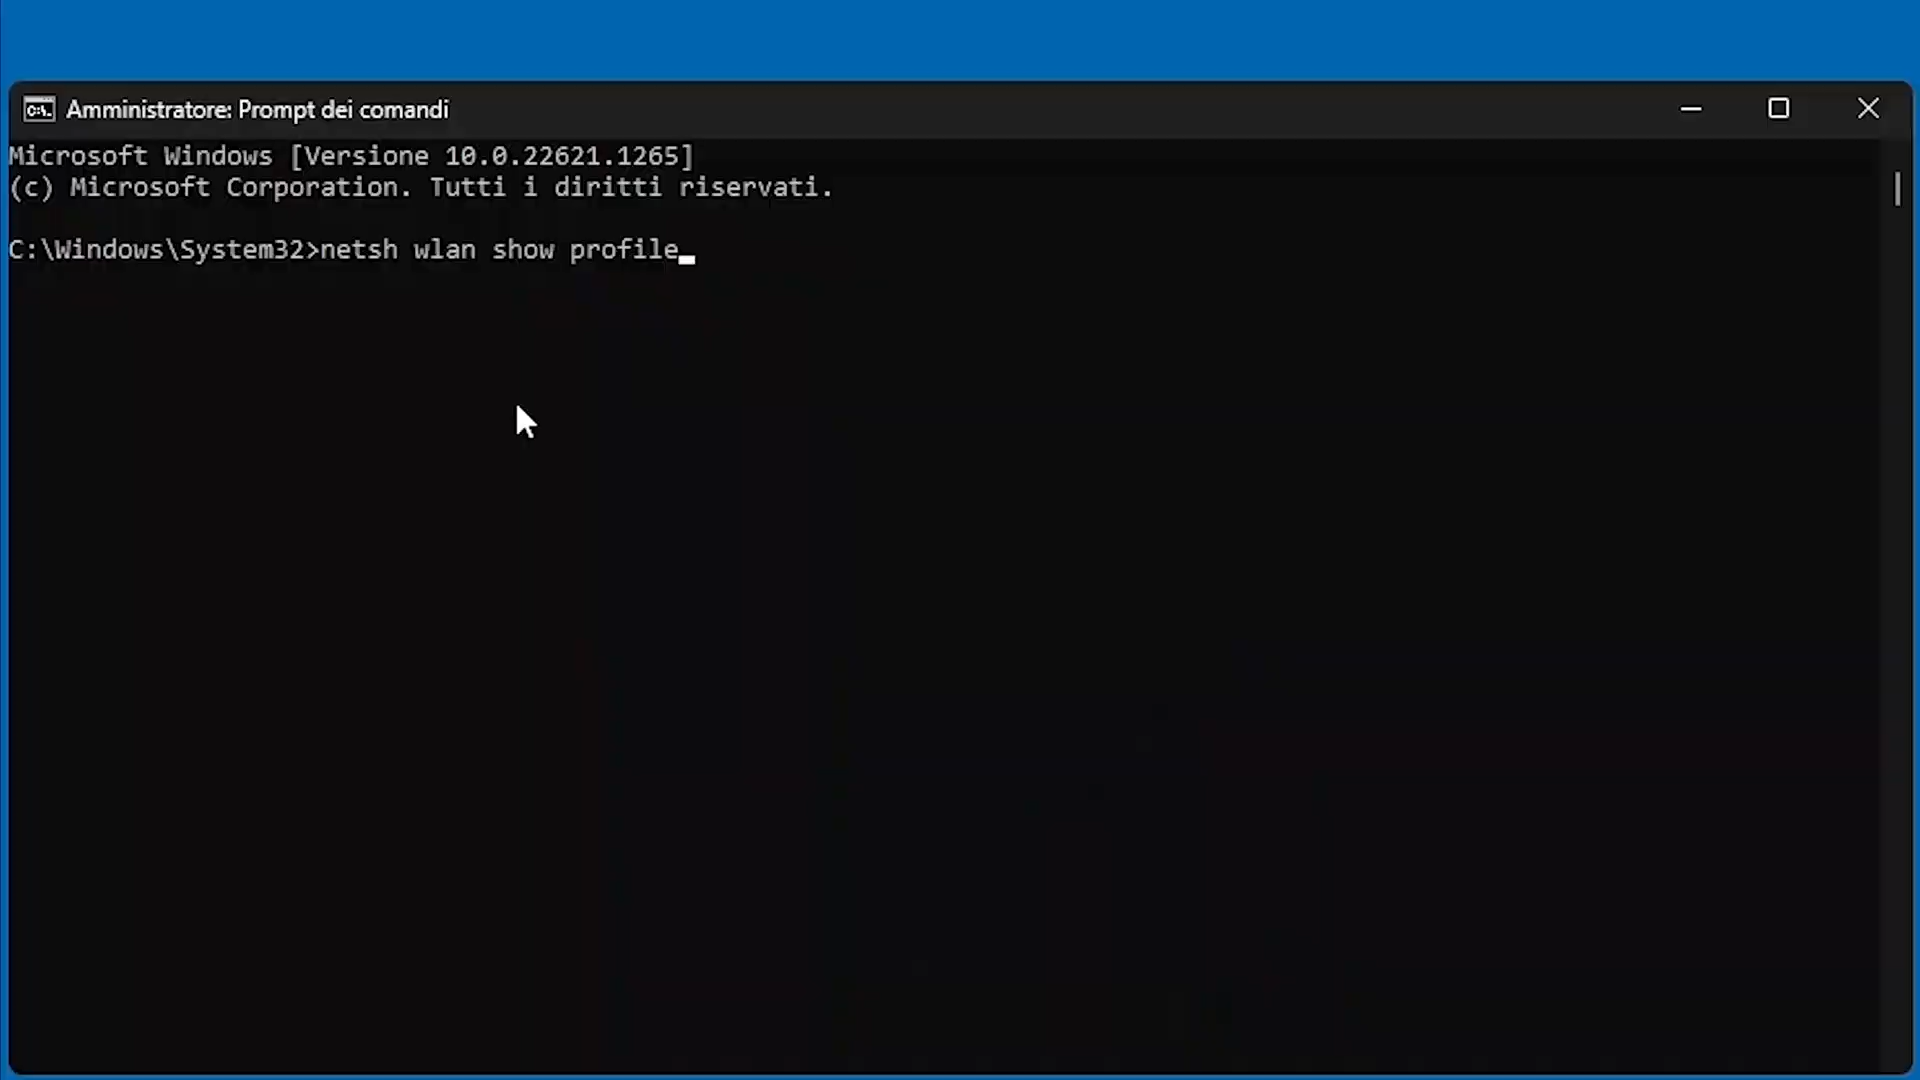 Amministratore: Prompt dei comandi
Microsoft Windows [Versione 10.0.22621.1265]
(c) Microsoft Corporation. Tutti i diritti riservati.
C:\Windows\System32>netsh wlan show profile